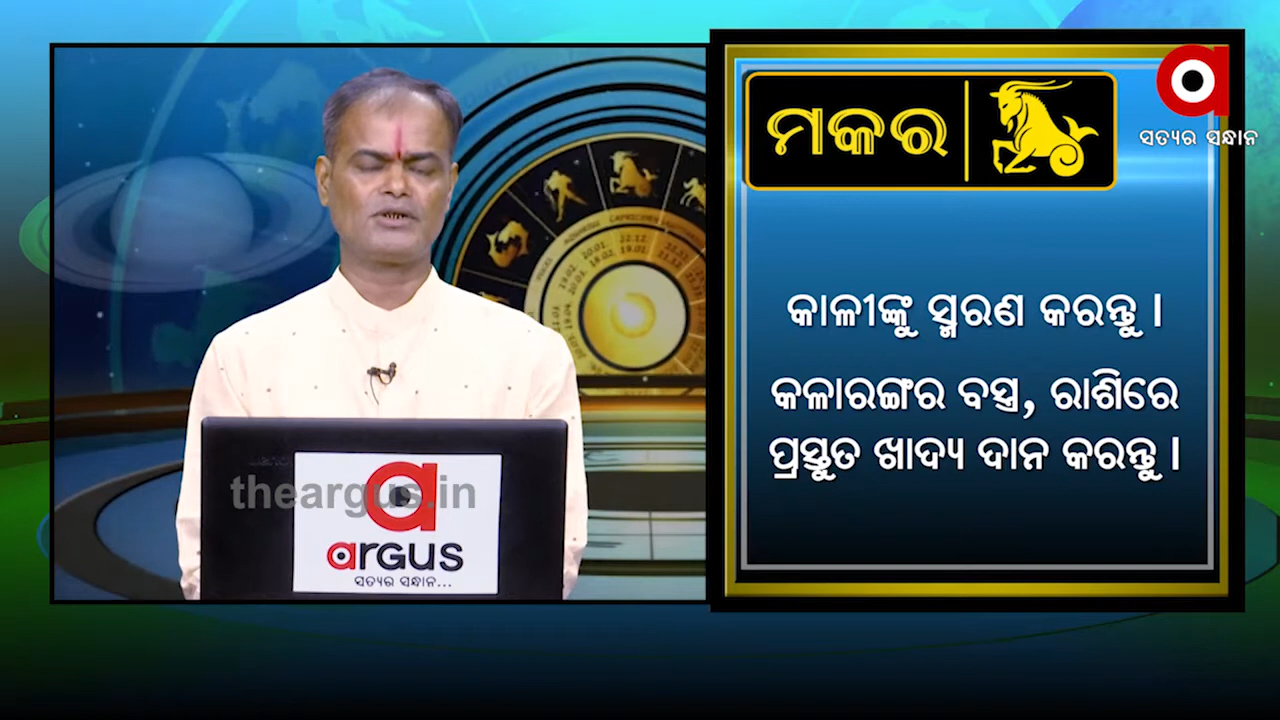 ମକର
ସତ୍ୟର ସନ୍ଧାନ
କାଳୀଙ୍କୁ ସ୍ମରଣ କରନ୍ତୁ ।
କଳାରଙ୍ଗର ବସ୍ତ୍ର, ରାଶିରେ
ପ୍ରସ୍ତୁତ ଖାଦ୍ୟ ଦାନ କରନ୍ତୁ ।
theargus.in
argus
ସତ୍ୟର ସନ୍ଧାନ...